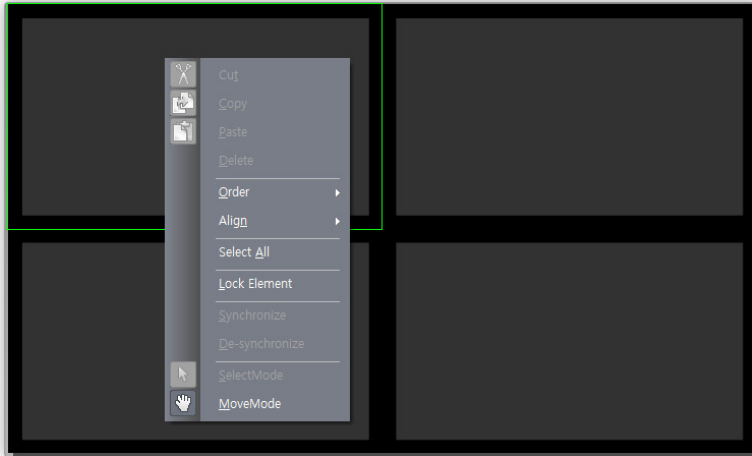 Cut
Copy
Paste
Delete
Order
Align
Select All
Lock Element
Synchronize
De-synchronize
SelectMode
MoveMode